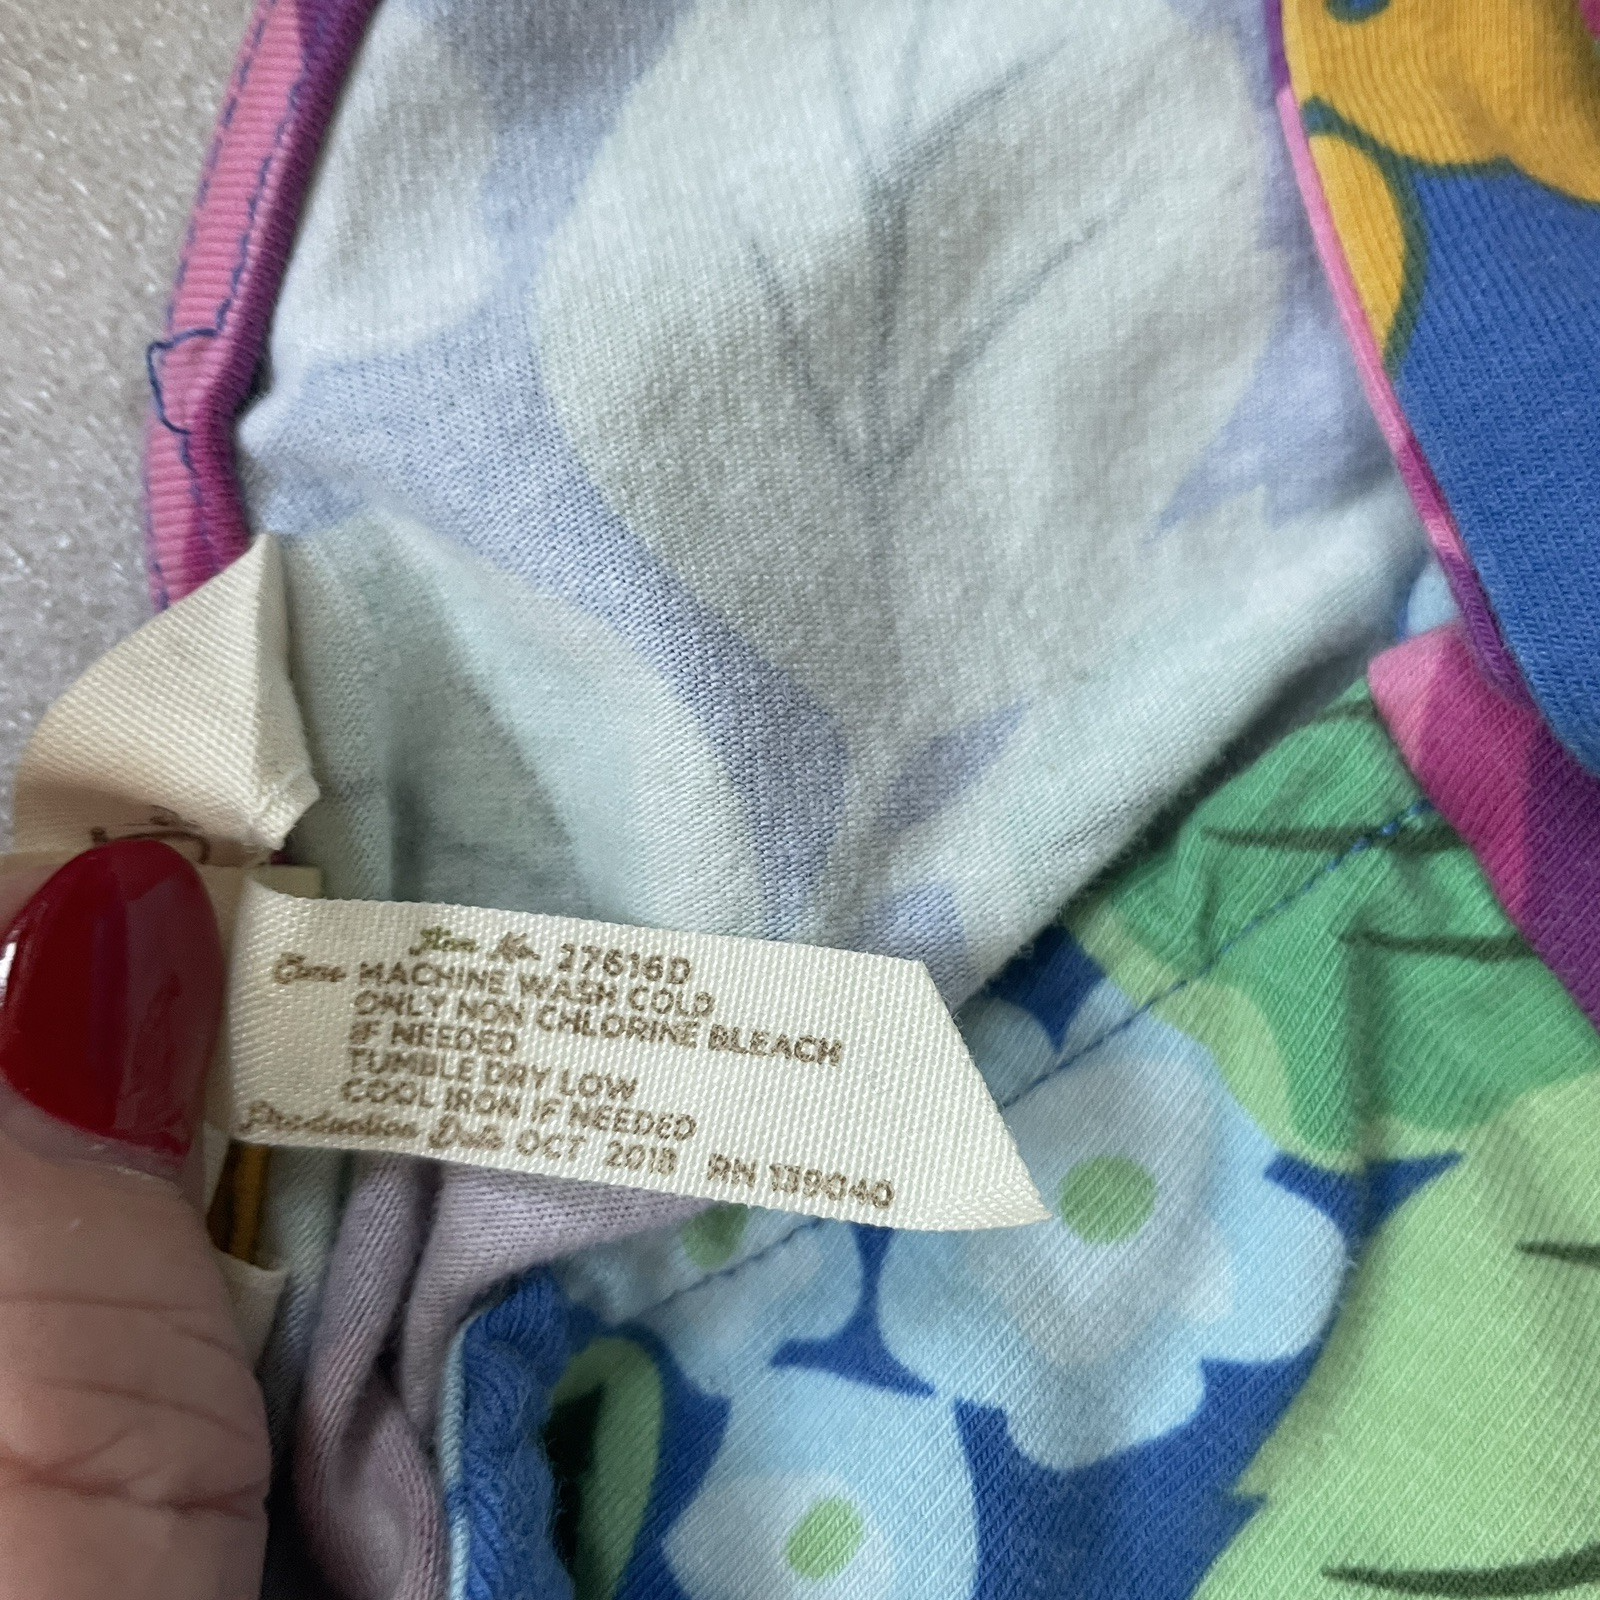 Item No. 27616D
Care MACHINE WASH COLD
ONLY NON CHLORINE BLEACH
IF NEEDED
TUMBLE DRY LOW
COOL IRON IF NEEDED
Production Date OCT 2018 RN 139040